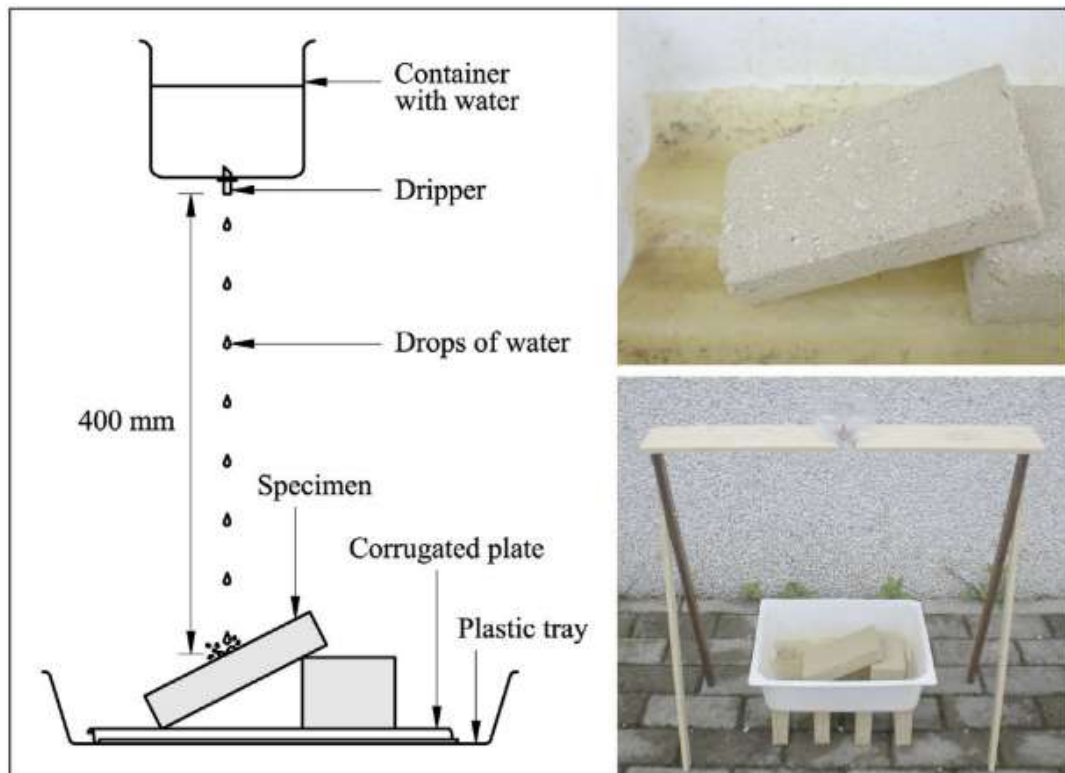 Container
with water
Dripper
Drops of water
400 mm
Specimen
Corrugated plate
Plastic tray